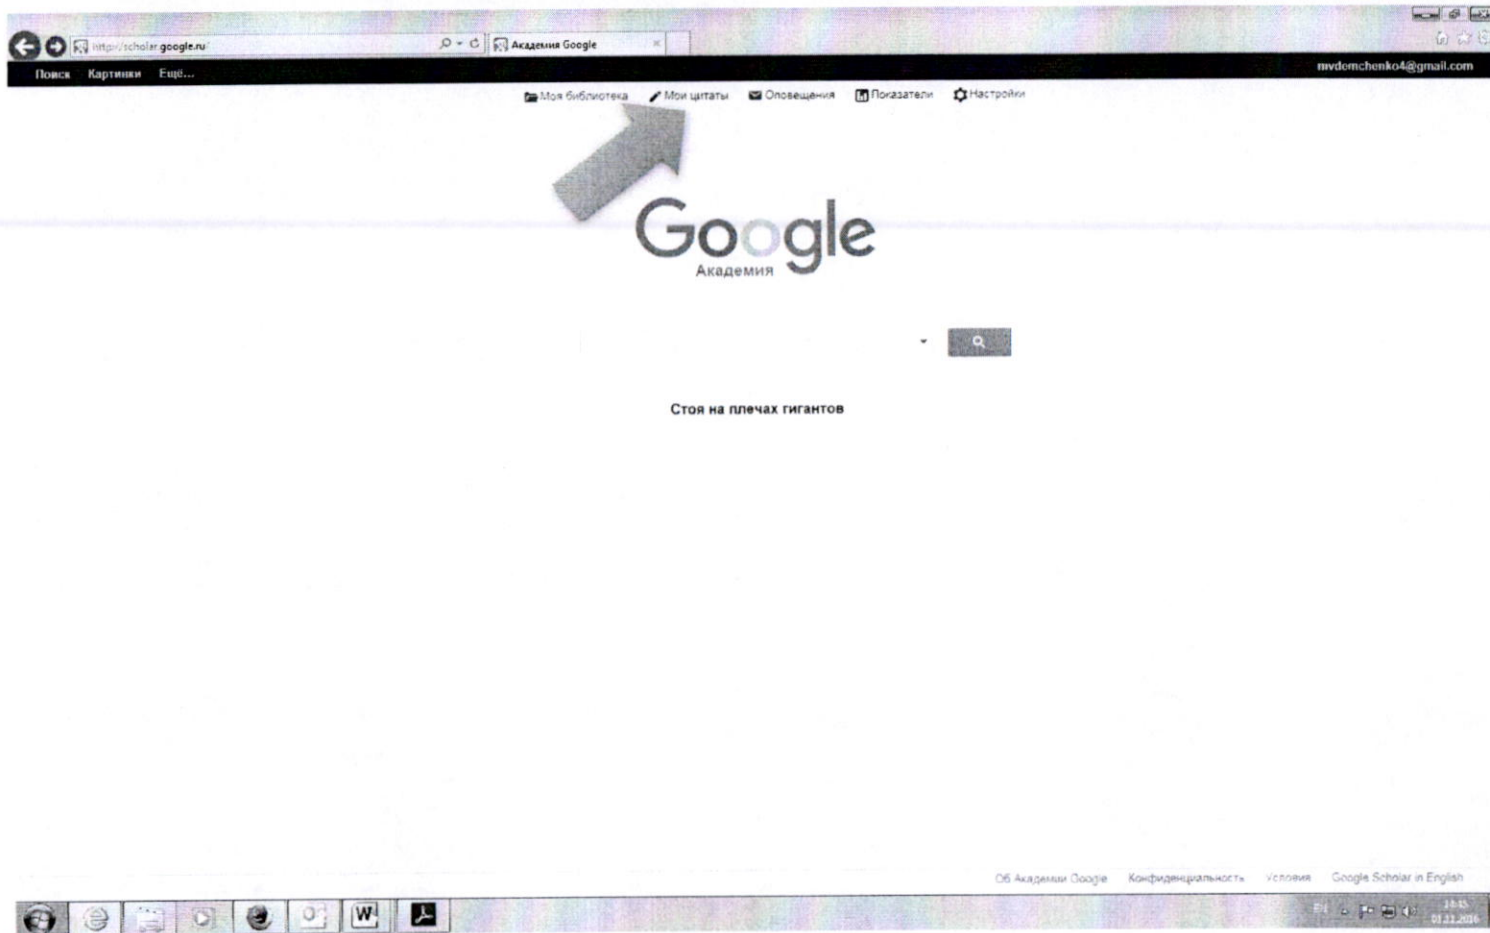 http://scholar.google.ru/
Академия Google
Поиск Картинки Ещё...
mvdemchenko4@gmail.com
Моя библиотека Мои цитаты Оповещения Показатели Настройки
Google
Академия
Стоя на плечах гигантов
Об Академии Google Конфиденциальность Условия Google Scholar in English
EN
W